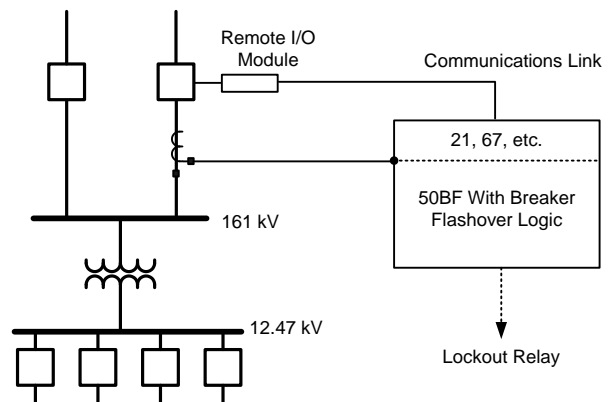 Remote I/O
Module
Communications Link
21, 67, etc.
50BF With Breaker
Flashover Logic
161 kV
12.47 kV
Lockout Relay